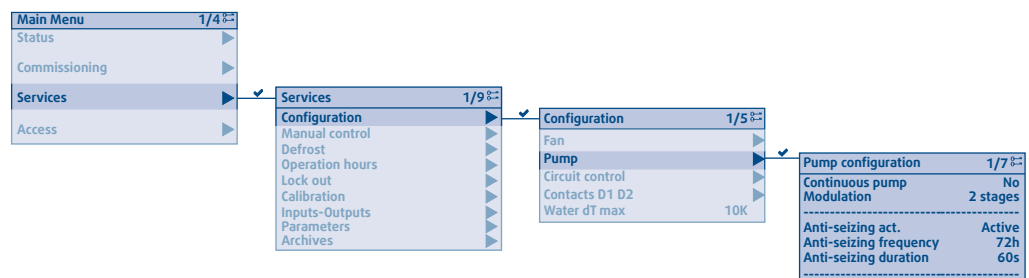 Main Menu 1/4
Status
Commissioning
Services
Access
Services 1/9
Configuration
Manual control
Defrost
Operation hours
Lock out
Calibration
Inputs-Outputs
Parameters
Archives
Configuration 1/5
Fan
Pump
Circuit control
Contacts D1 D2
Water dT max 10K
Pump configuration 1/7
Continuous pump No
Modulation 2 stages
Anti-seizing act. Active
Anti-seizing frequency 72h
Anti-seizing duration 60s